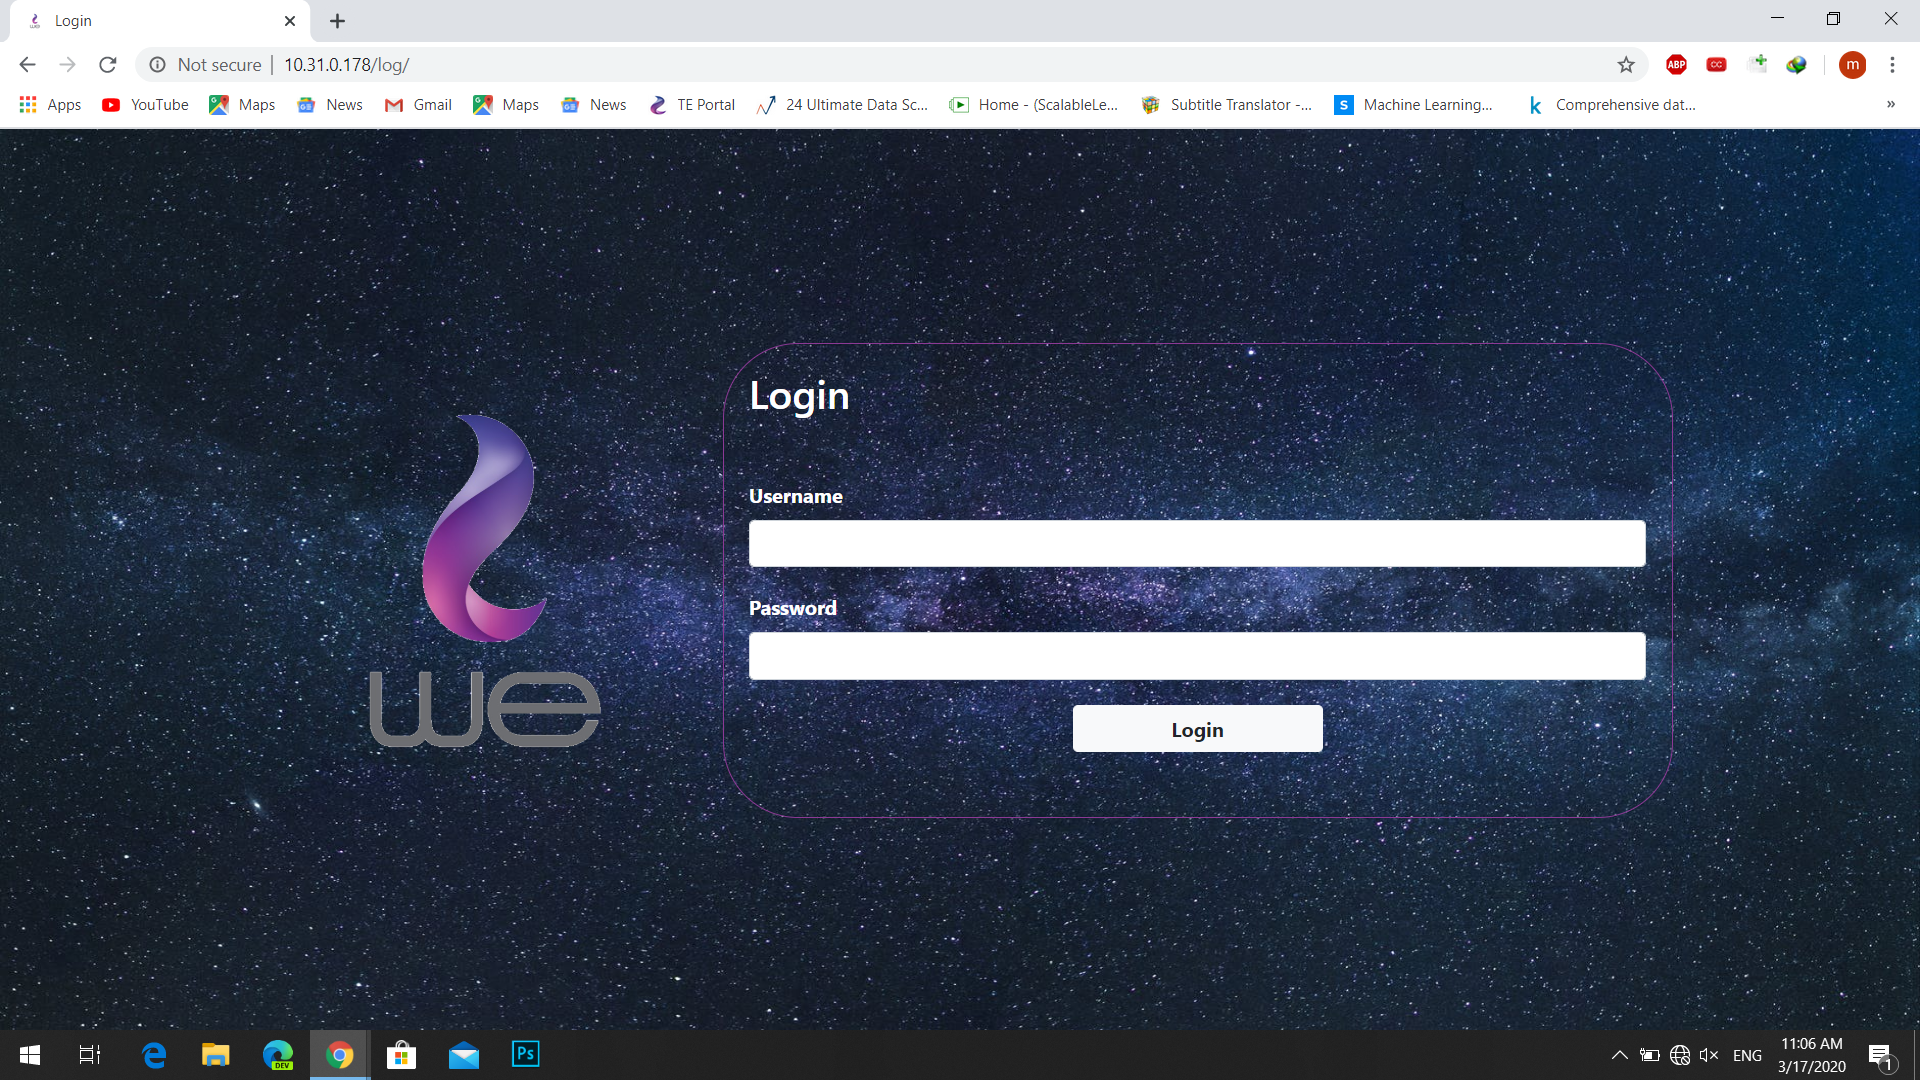 Login
Not secure | 10.31.0.178/log/
ABP CC m
Apps YouTube Maps News Gmail Maps News TE Portal 24 Ultimate Data Sc... Home - (ScalableLe... Subtitle Translator -... S Machine Learning... k Comprehensive dat... »
Login
Username
Password
Login
we
DEV Ps ENG
11:06 AM
3/17/2020
1